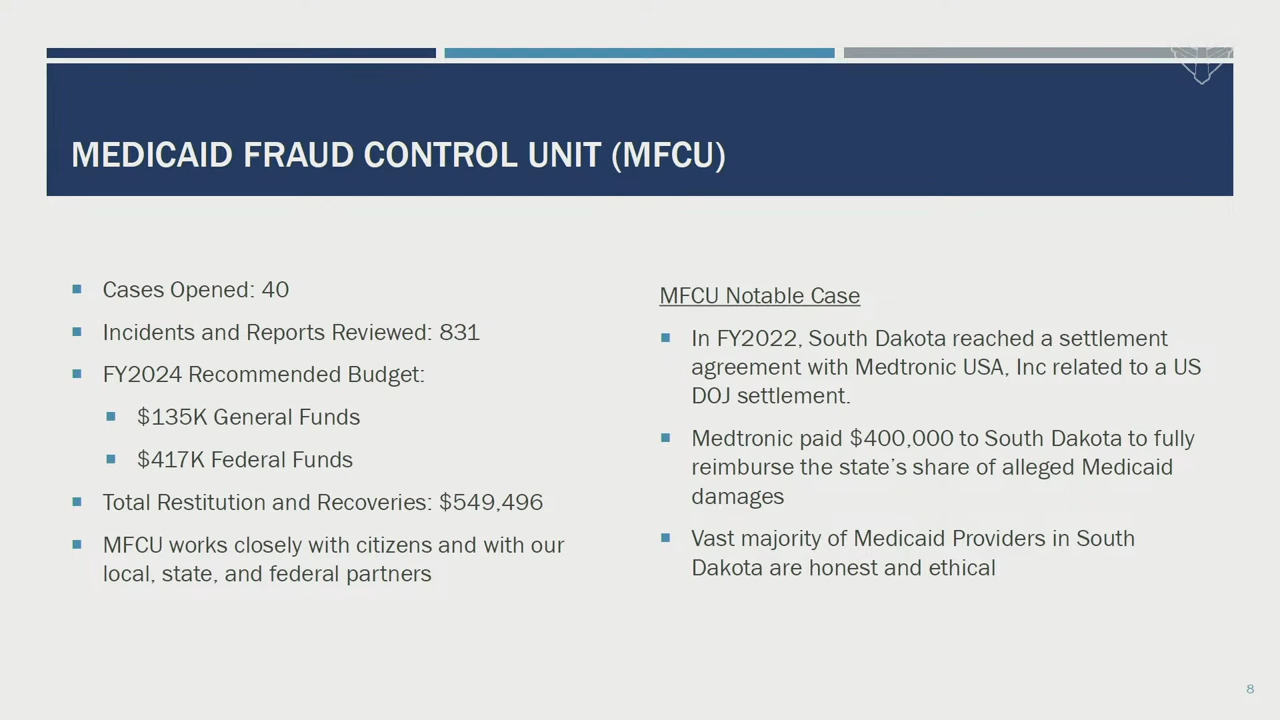 MEDICAID FRAUD CONTROL UNIT (MFCU)
Cases Opened: 40
Incidents and Reports Reviewed: 831
FY2024 Recommended Budget:
$135K General Funds
$417K Federal Funds
Total Restitution and Recoveries: $549,496
MFCU works closely with citizens and with our
local, state, and federal partners
MFCU Notable Case
In FY2022, South Dakota reached a settlement
agreement with Medtronic USA, Inc related to a US
DOJ settlement.
Medtronic paid $400,000 to South Dakota to fully
reimburse the state’s share of alleged Medicaid
damages
Vast majority of Medicaid Providers in South
Dakota are honest and ethical
8